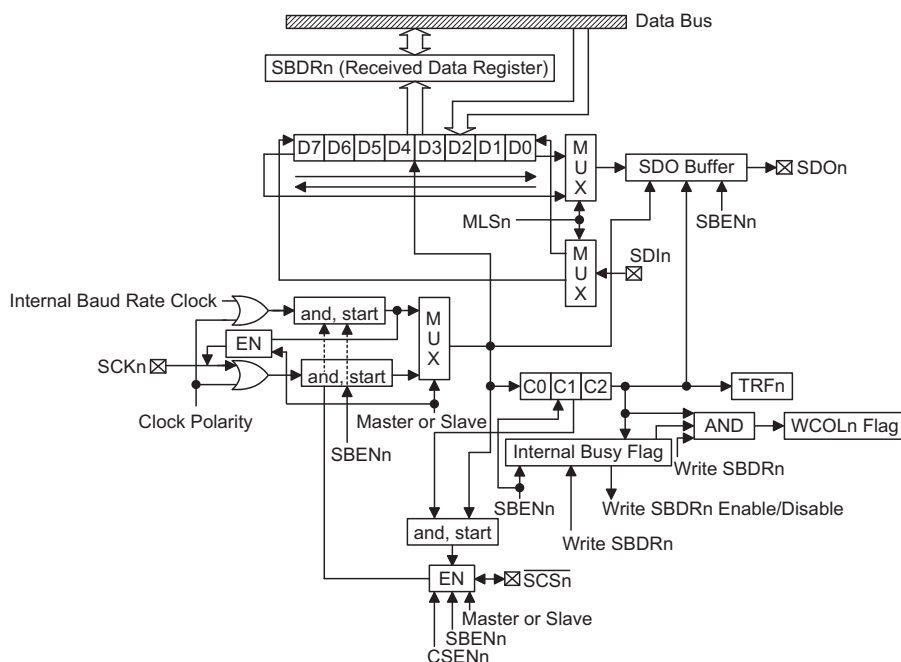 Data Bus
SBDRn (Received Data Register)
D7 D6 D5 D4 D3 D2 D1 D0
MUX
SDO Buffer
SDOn
MLSn
SBENn
MUX
SDIn
Internal Baud Rate Clock
and, start
MUX
EN
SCKn
and, start
C0 C1 C2
TRFn
Clock Polarity
Master or Slave
AND
WCOLn Flag
SBENn
Internal Busy Flag
Write SBDRn
SBENn
Write SBDRn Enable/Disable
and, start
Write SBDRn
EN
SCSn
Master or Slave
SBENn
CSENn